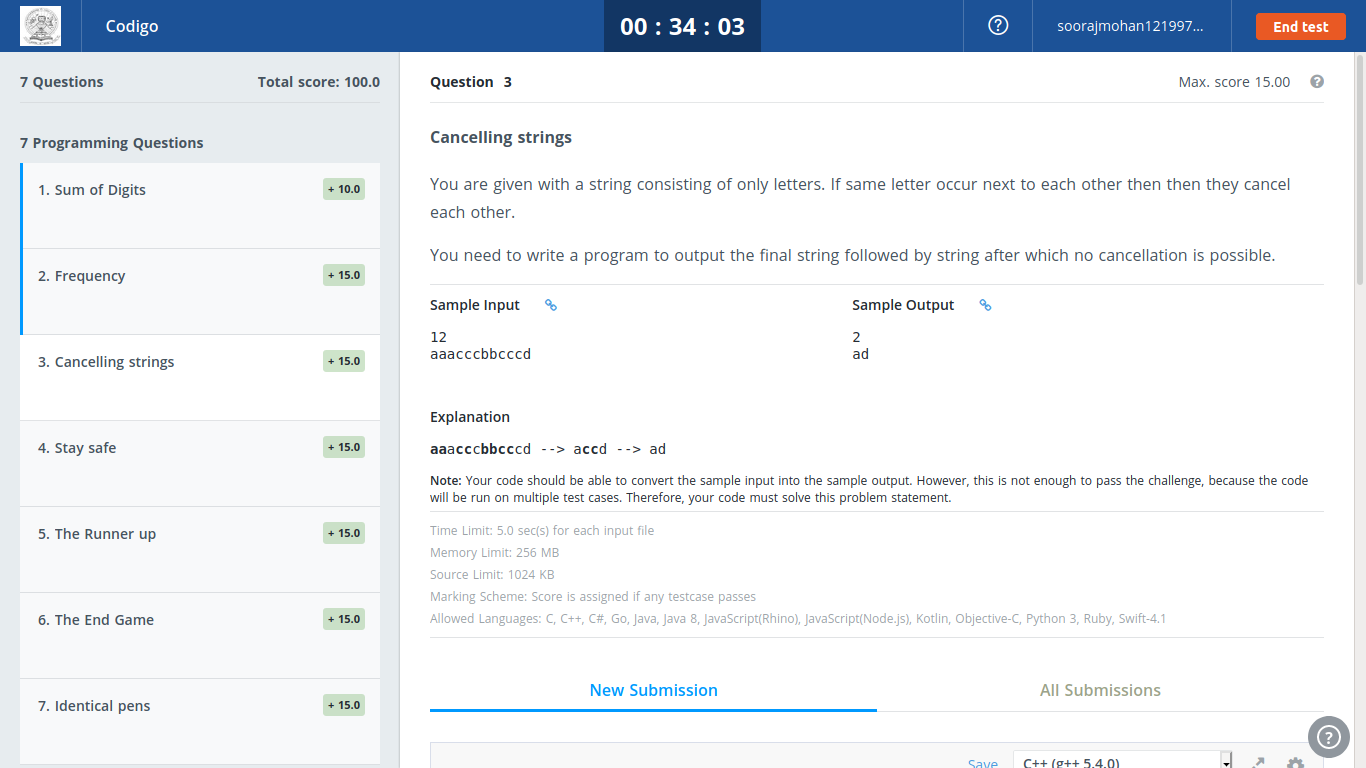 Codigo
00 : 34 : 03
soorajmohan121997...
End test
7 Questions
Total score: 100.0
7 Programming Questions
1. Sum of Digits
+ 10.0
2. Frequency
+ 15.0
3. Cancelling strings
+ 15.0
4. Stay safe
+ 15.0
5. The Runner up
+ 15.0
6. The End Game
+ 15.0
7. Identical pens
+ 15.0
Question 3
Max. score 15.00
Cancelling strings
You are given with a string consisting of only letters. If same letter occur next to each other then then they cancel
each other.
You need to write a program to output the final string followed by string after which no cancellation is possible.
Sample Input
12
aaacccbbcccd
Sample Output
2
ad
Explanation
aaacccbbcccd --> accd --> ad
Note: Your code should be able to convert the sample input into the sample output. However, this is not enough to pass the challenge, because the code
will be run on multiple test cases. Therefore, your code must solve this problem statement.
Time Limit: 5.0 sec(s) for each input file
Memory Limit: 256 MB
Source Limit: 1024 KB
Marking Scheme: Score is assigned if any testcase passes
Allowed Languages: C, C++, C#, Go, Java, Java 8, JavaScript(Rhino), JavaScript(Node.js), Kotlin, Objective-C, Python 3, Ruby, Swift-4.1
New Submission
All Submissions
Save
C++ (g++ 5.4.0)